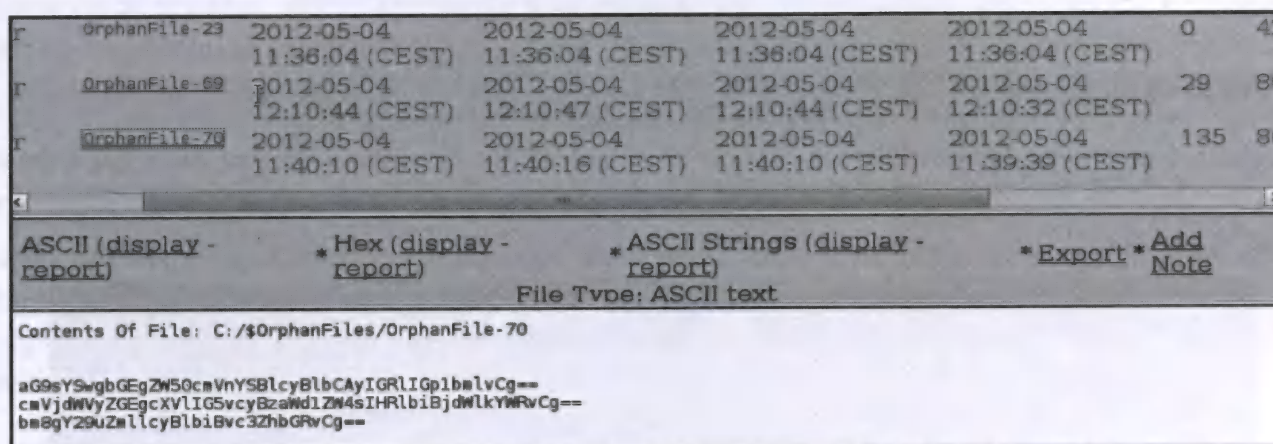 r OrphanFile-23 2012-05-04 2012-05-04 2012-05-04 2012-05-04 0
11:36:04 (CEST) 11:36:04 (CEST) 11:36:04 (CEST) 11:36:04 (CEST)
r OrphanFile-69 2012-05-04 2012-05-04 2012-05-04 2012-05-04 29
12:10:44 (CEST) 12:10:47 (CEST) 12:10:44 (CEST) 12:10:32 (CEST)
r OrphanFile-70 2012-05-04 2012-05-04 2012-05-04 2012-05-04 135
11:40:10 (CEST) 11:40:16 (CEST) 11:40:10 (CEST) 11:39:39 (CEST)
ASCII (display - report) * Hex (display - report) * ASCII Strings (display - report) * Export * Add Note
File Type: ASCII text
Contents Of File: C:/$OrphanFiles/OrphanFile-70
aG9sYSwgbGEgZW50cmVnYSBlcyBlbCAyIGRlIGp1bmlvCg==
cmVjdWVyZGEgcXVlIG5vcyBzaWd1ZW4sIHRlbiBjdWlkYWRvCg==
bm8gY29uZmllcyBlbiBvc3ZhbGRvCg==